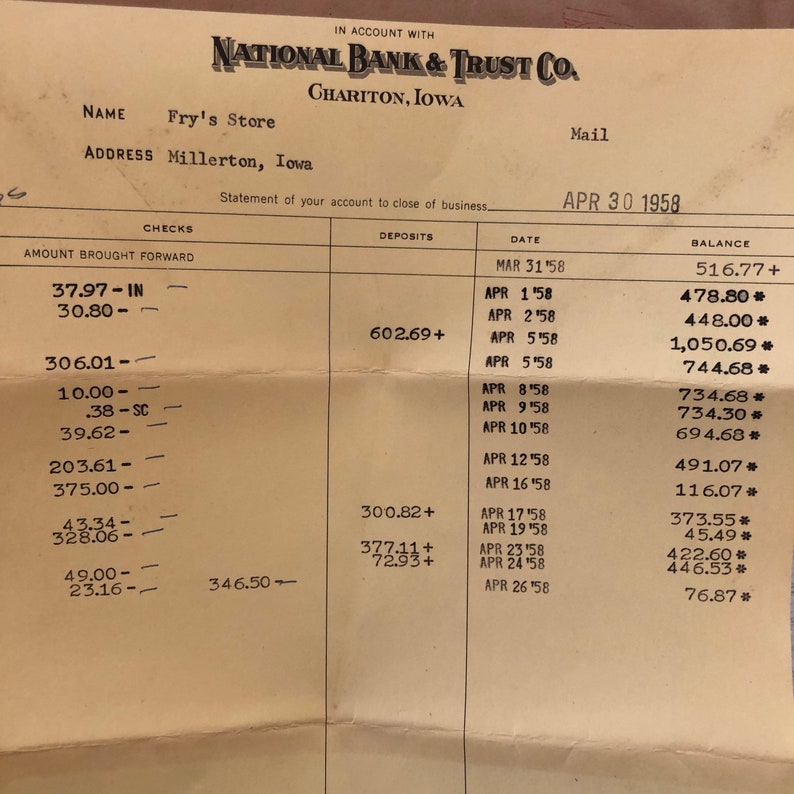 IN ACCOUNT WITH
NATIONAL BANK & TRUST CO.
CHARITON, IOWA
NAME Fry's Store
Mail
ADDRESS Millerton, Iowa
Statement of your account to close of business APR 30 1958
CHECKS DEPOSITS DATE BALANCE
AMOUNT BROUGHT FORWARD MAR 31 '58 516.77+
37.97- IN APR 1 '58 478.80*
30.80- APR 2 '58 448.00*
602.69+ APR 5 '58 1,050.69*
306.01- APR 5 '58 744.68*
10.00- APR 8 '58 734.68*
.38- SC APR 9 '58 734.30*
39.62- APR 10 '58 694.68*
203.61- APR 12 '58 491.07*
375.00- APR 16 '58 116.07*
43.34- 300.82+ APR 17 '58 373.55*
328.06- APR 19 '58 45.49*
377.11+ APR 23 '58 422.60*
49.00- 72.93+ APR 24 '58 446.53*
23.16- 346.50- APR 26 '58 76.87*